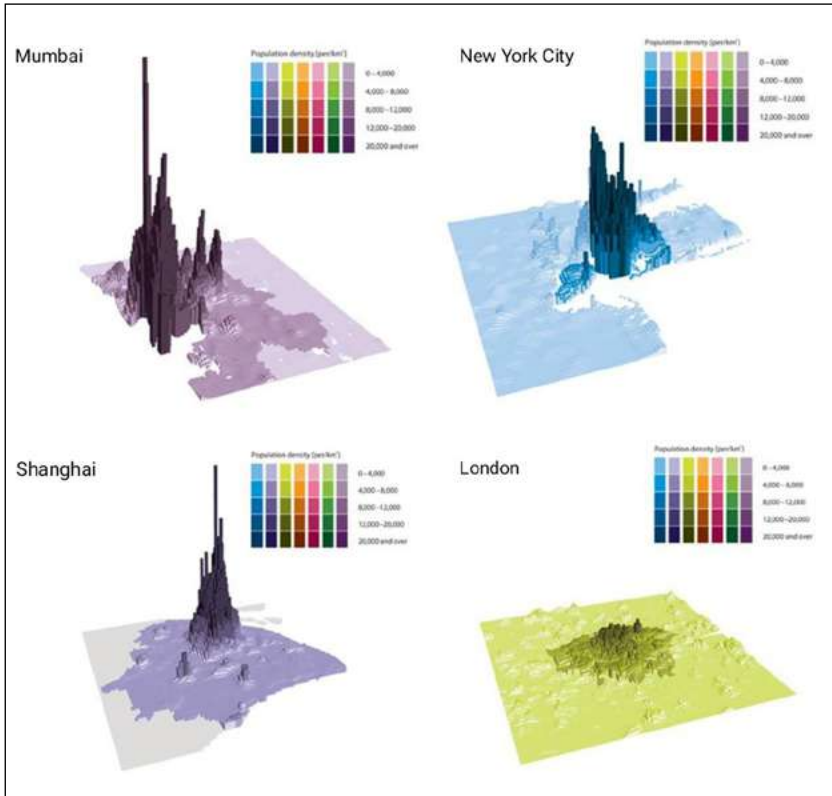 Mumbai
Population density (per/km²)
0–4,000
4,000–8,000
8,000–12,000
12,000–20,000
20,000 and over
New York City
Population density (per/km²)
0–4,000
4,000–8,000
8,000–12,000
12,000–20,000
20,000 and over
Shanghai
Population density (per/km²)
0–4,000
4,000–8,000
8,000–12,000
12,000–20,000
20,000 and over
London
Population density (per/km²)
0–4,000
4,000–8,000
8,000–12,000
12,000–20,000
20,000 and over